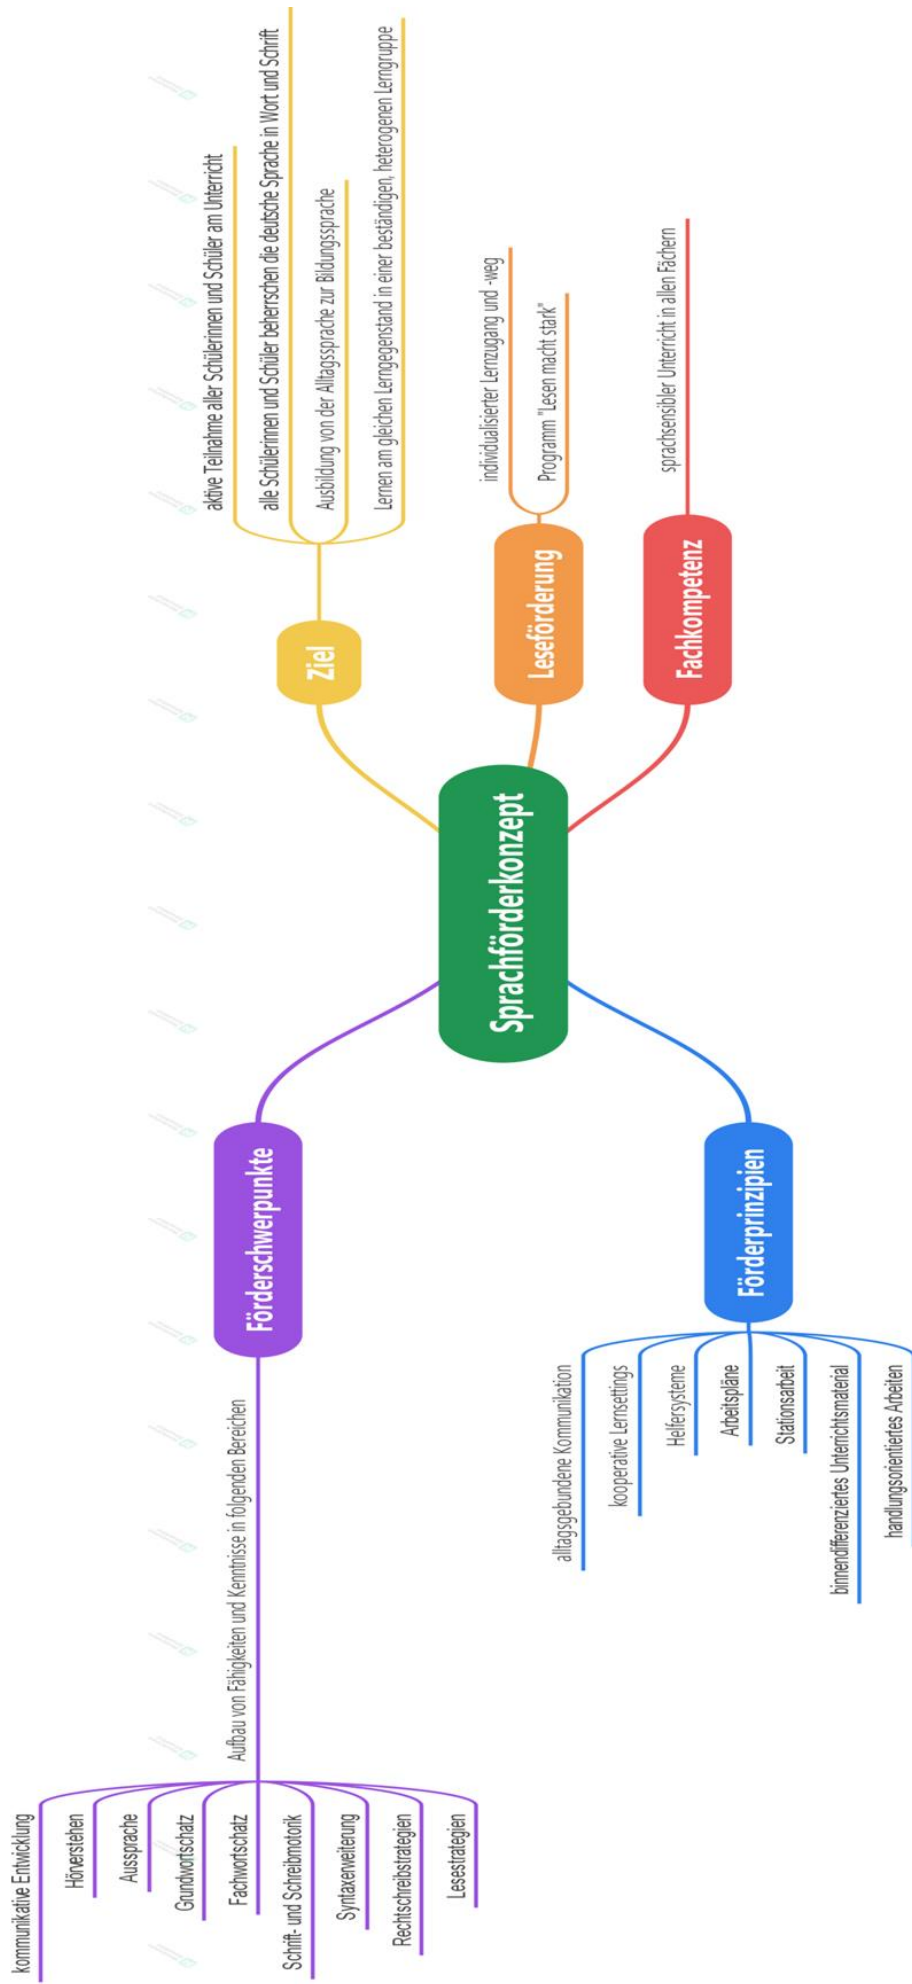 Sprachförderkonzept
Förderschwerpunkte
Aufbau von Fähigkeiten und Kenntnisse in folgenden Bereichen
kommunikative Entwicklung
Hörverstehen
Aussprache
Grundwortschatz
Fachwortschatz
Schrift- und Schreibmotorik
Syntaxerweiterung
Rechtschreibstrategien
Lesestrategien
Förderprinzipien
alltagsgebundene Kommunikation
kooperative Lernsettings
Helfersysteme
Arbeitspläne
Stationsarbeit
binnendifferenziertes Unterrichtsmaterial
handlungsorientiertes Arbeiten
Ziel
aktive Teilnahme aller Schülerinnen und Schüler am Unterricht
alle Schülerinnen und Schüler beherrschen die deutsche Sprache in Wort und Schrift
Ausbildung von der Alltagssprache zur Bildungssprache
Lernen am gleichen Lerngegenstand in einer beständigen, heterogenen Lerngruppe
Leseförderung
individualisierter Lernzugang und -weg
Programm "Lesen macht stark"
Fachkompetenz
sprachsensibler Unterricht in allen Fächern